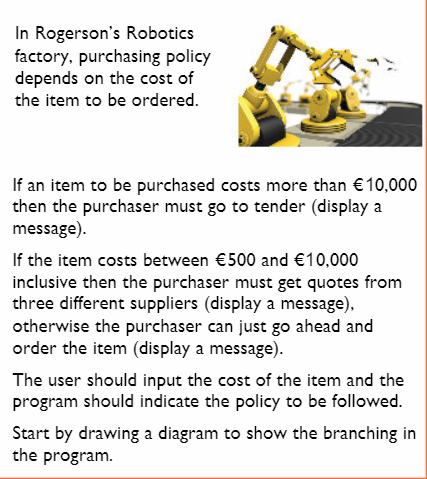 In Rogerson's Robotics
factory, purchasing policy
depends on the cost of
the item to be ordered.
If an item to be purchased costs more than €10,000
then the purchaser must go to tender (display a
message).
If the item costs between €500 and €10,000
inclusive then the purchaser must get quotes from
three different suppliers (display a message),
otherwise the purchaser can just go ahead and
order the item (display a message).
The user should input the cost of the item and the
program should indicate the policy to be followed.
Start by drawing a diagram to show the branching in
the program.